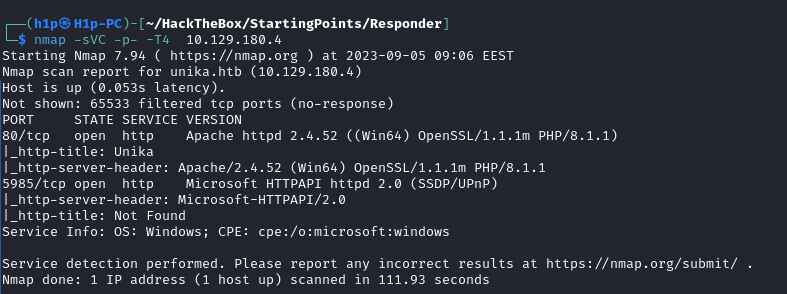 ┌──(h1p㉿H1p-PC)-[~/HackTheBox/StartingPoints/Responder]
└─$ nmap -sVC -p- -T4  10.129.180.4
Starting Nmap 7.94 ( https://nmap.org ) at 2023-09-05 09:06 EEST
Nmap scan report for unika.htb (10.129.180.4)
Host is up (0.053s latency).
Not shown: 65533 filtered tcp ports (no-response)
PORT     STATE SERVICE VERSION
80/tcp   open  http    Apache httpd 2.4.52 ((Win64) OpenSSL/1.1.1m PHP/8.1.1)
|_http-title: Unika
|_http-server-header: Apache/2.4.52 (Win64) OpenSSL/1.1.1m PHP/8.1.1
5985/tcp open  http    Microsoft HTTPAPI httpd 2.0 (SSDP/UPnP)
|_http-server-header: Microsoft-HTTPAPI/2.0
|_http-title: Not Found
Service Info: OS: Windows; CPE: cpe:/o:microsoft:windows

Service detection performed. Please report any incorrect results at https://nmap.org/submit/ .
Nmap done: 1 IP address (1 host up) scanned in 111.93 seconds